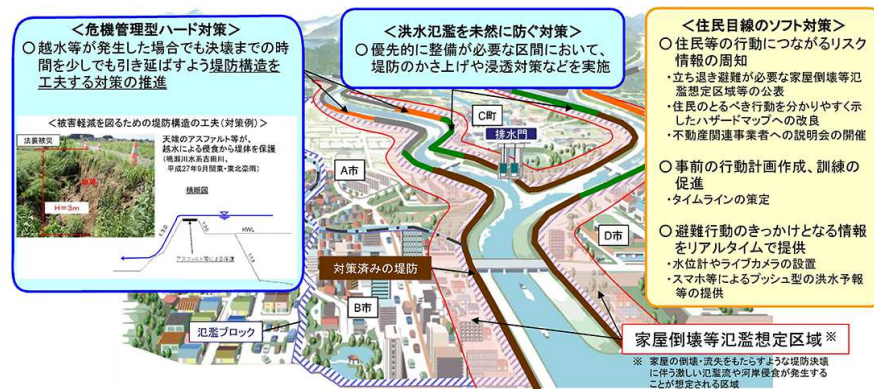 <危機管理型ハード対策>
○ 越水等が発生した場合でも決壊までの時
間を少しでも引き延ばすよう堤防構造を
工夫する対策の推進
<被害軽減を図るための堤防構造の工夫(対策例)>
法裏被災
H=3m
天端のアスファルト等が、
越水による侵食から堤体を保護
(鳴瀬川水系吉田川、
平成27年9月関東・東北豪雨)
横断図
HWL
アスファルト等による保護
<洪水氾濫を未然に防ぐ対策>
○ 優先的に整備が必要な区間において、
堤防のかさ上げや浸透対策などを実施
<住民目線のソフト対策>
○ 住民等の行動につながるリスク
情報の周知
・立ち退き避難が必要な家屋倒壊等氾
濫想定区域等の公表
・住民のとるべき行動を分かりやすく示し
たハザードマップへの改良
・不動産関連事業者への説明会の開催
○ 事前の行動計画作成、訓練の
促進
・タイムラインの策定
○ 避難行動のきっかけとなる情報
をリアルタイムで提供
・水位計やライブカメラの設置
・スマホ等によるプッシュ型の洪水予報
等の提供
C町
排水門
A市
D市
対策済みの堤防
B市
氾濫ブロック
家屋倒壊等氾濫想定区域※
※ 家屋の倒壊・流失をもたらすような堤防決壊
に伴う激しい氾濫流や河岸侵食が発生する
ことが想定される区域